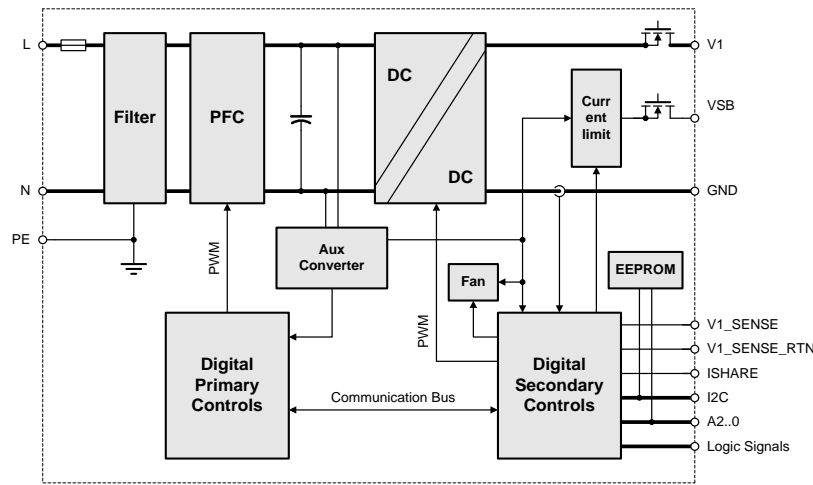 L
V1
DC
Curr
ent
limit
VSB
Filter
PFC
DC
N
GND
PE
PWM
Aux
Converter
EEPROM
Fan
PWM
V1_SENSE
V1_SENSE_RTN
Digital
Primary
Controls
Digital
Secondary
Controls
ISHARE
Communication Bus
I2C
A2..0
Logic Signals